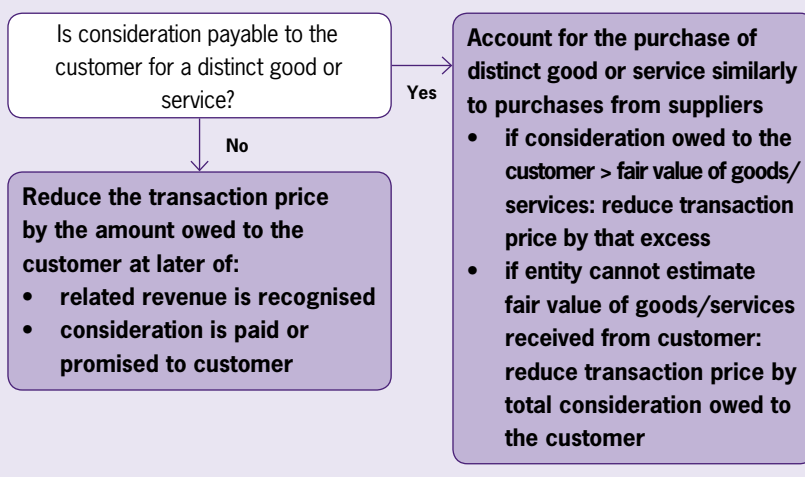 Is consideration payable to the
customer for a distinct good or
service?
Yes
No
Reduce the transaction price
by the amount owed to the
customer at later of:
• related revenue is recognised
• consideration is paid or
promised to customer
Account for the purchase of
distinct good or service similarly
to purchases from suppliers
• if consideration owed to the
customer > fair value of goods/
services: reduce transaction
price by that excess
• if entity cannot estimate
fair value of goods/services
received from customer:
reduce transaction price by
total consideration owed to
the customer